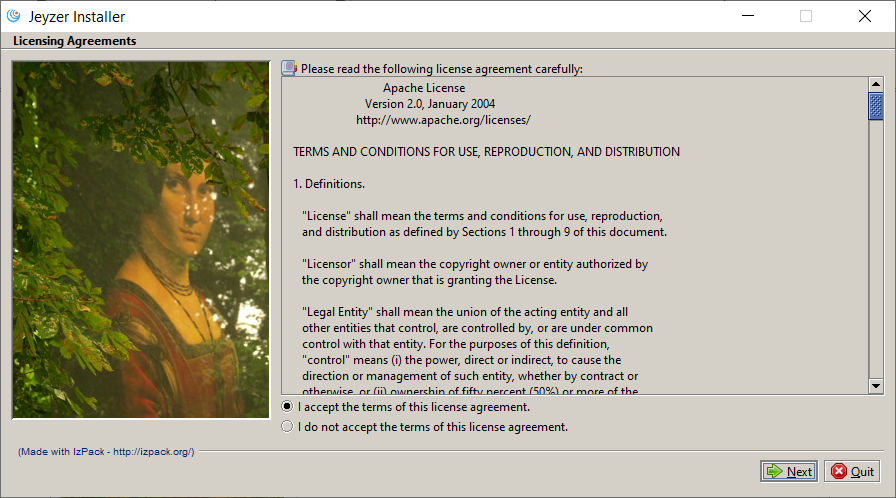 Jeyzer Installer
Licensing Agreements
Please read the following license agreement carefully:
Apache License
Version 2.0, January 2004
http://www.apache.org/licenses/
TERMS AND CONDITIONS FOR USE, REPRODUCTION, AND DISTRIBUTION
1. Definitions.
"License" shall mean the terms and conditions for use, reproduction,
and distribution as defined by Sections 1 through 9 of this document.
"Licensor" shall mean the copyright owner or entity authorized by
the copyright owner that is granting the License.
"Legal Entity" shall mean the union of the acting entity and all
other entities that control, are controlled by, or are under common
control with that entity. For the purposes of this definition,
"control" means (i) the power, direct or indirect, to cause the
direction or management of such entity, whether by contract or
otherwise, or (ii) ownership of fifty percent (50%) or more of the
I accept the terms of this license agreement.
I do not accept the terms of this license agreement.
(Made with IzPack - http://izpack.org/)
Next
Quit